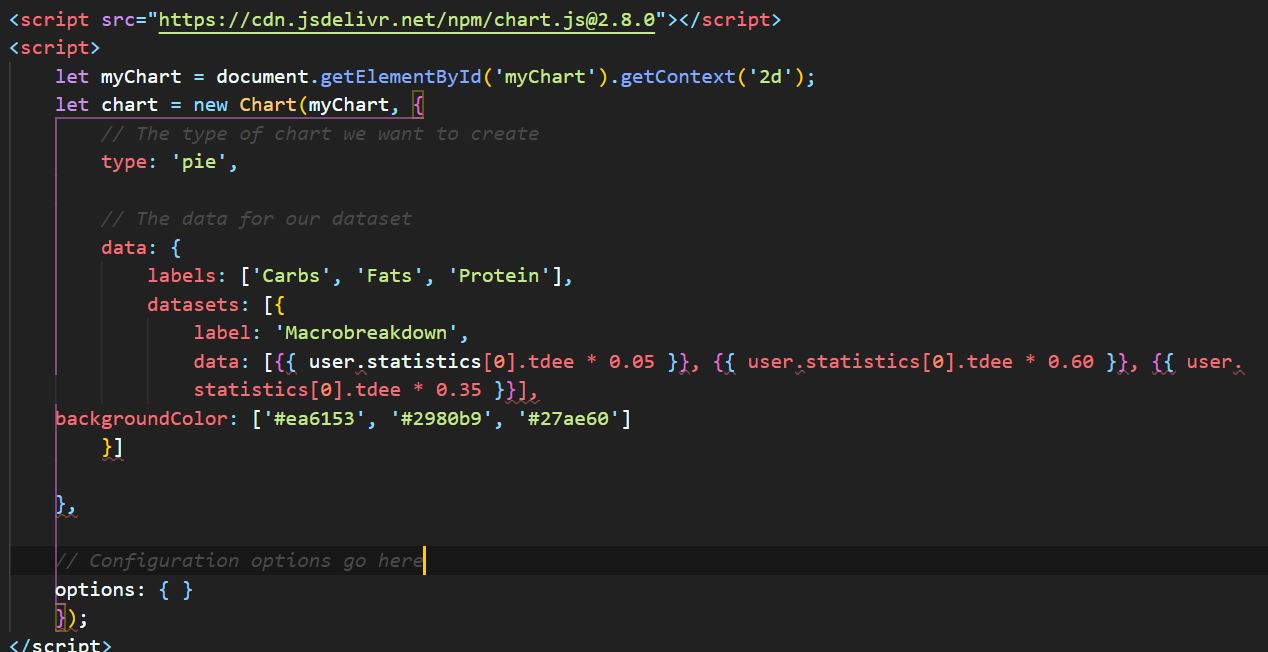 <script src="https://cdn.jsdelivr.net/npm/chart.js@2.8.0"></script>
<script>
let myChart = document.getElementById('myChart').getContext('2d');
let chart = new Chart(myChart, {
// The type of chart we want to create
type: 'pie',
// The data for our dataset
data: {
labels: ['Carbs', 'Fats', 'Protein'],
datasets: [{
label: 'Macrobreakdown',
data: [{{ user.statistics[0].tdee * 0.05 }}, {{ user.statistics[0].tdee * 0.60 }}, {{ user.
statistics[0].tdee * 0.35 }}],
backgroundColor: ['#ea6153', '#2980b9', '#27ae60']
}]
},
// Configuration options go here
options: { }
});
</script>